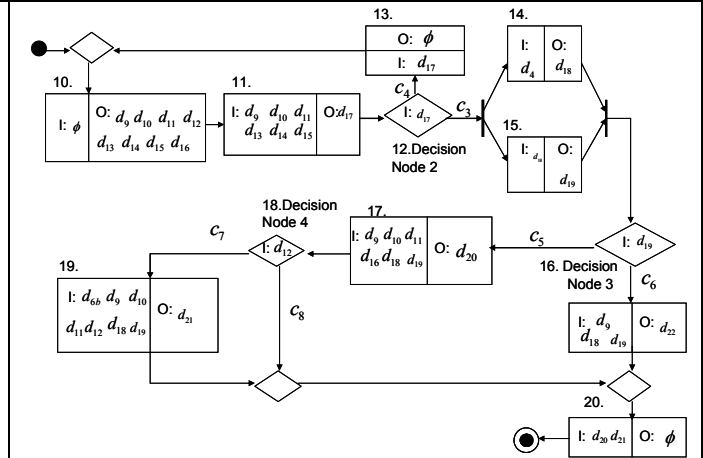 13.
O: ϕ
I: d17
14.
I: d4
O: d18
10.
I: ϕ
O: d9 d10 d11 d12
d13 d14 d15 d16
11.
I: d9 d10 d11
d13 d14 d15
O: d17
c4
c3
I: d17
12.Decision
Node 2
15.
I: d18
O: d19
18.Decision
Node 4
c7
I: d12
17.
I: d9 d10 d11
d16 d18 d19
O: d20
c5
I: d19
16. Decision
Node 3
c6
19.
I: d6b d9 d10
d11 d12 d18 d19
O: d21
c8
I: d9
d18 d19
O: d22
20.
I: d20 d21
O: ϕ